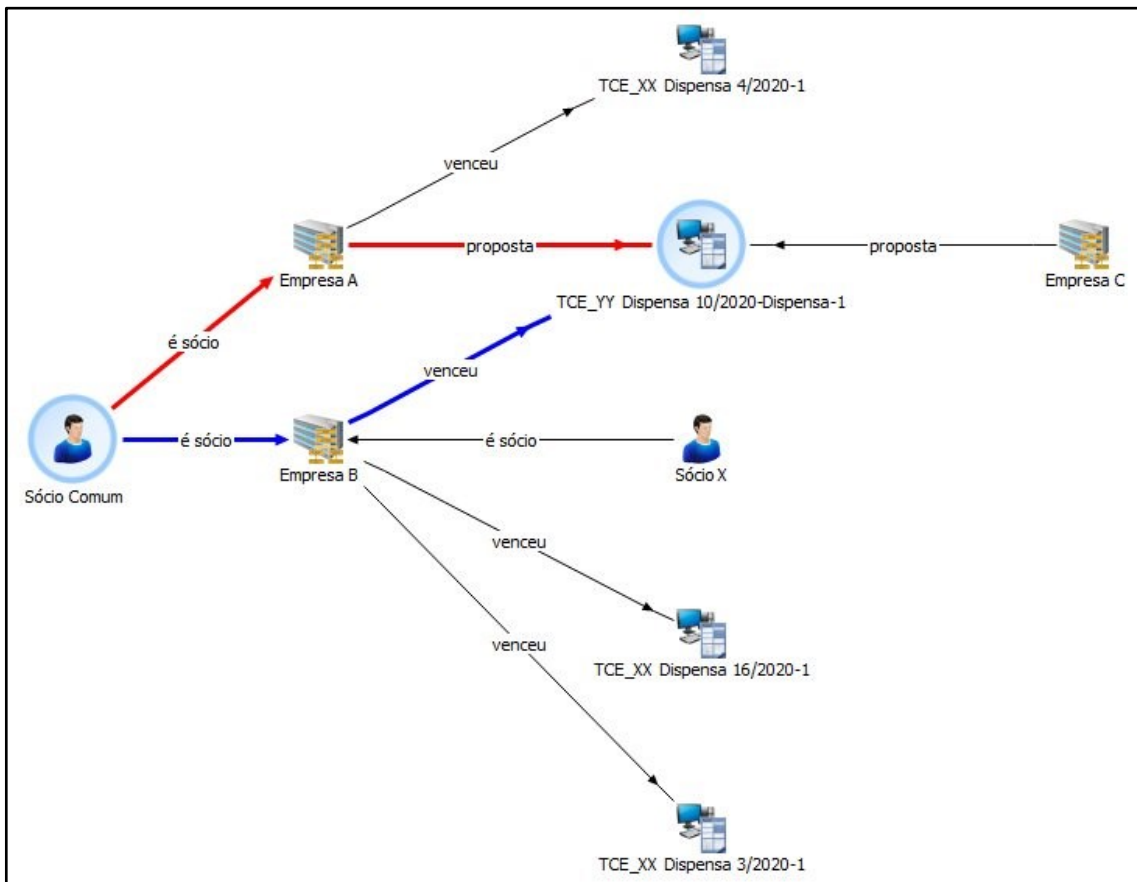 TCE_XX Dispensa 4/2020-1
venceu
Empresa A
proposta
proposta
Empresa C
TCE_YY Dispensa 10/2020-Dispensa-1
é sócio
venceu
Sócio Comum
é sócio
Empresa B
é sócio
Sócio X
venceu
TCE_XX Dispensa 16/2020-1
venceu
TCE_XX Dispensa 3/2020-1